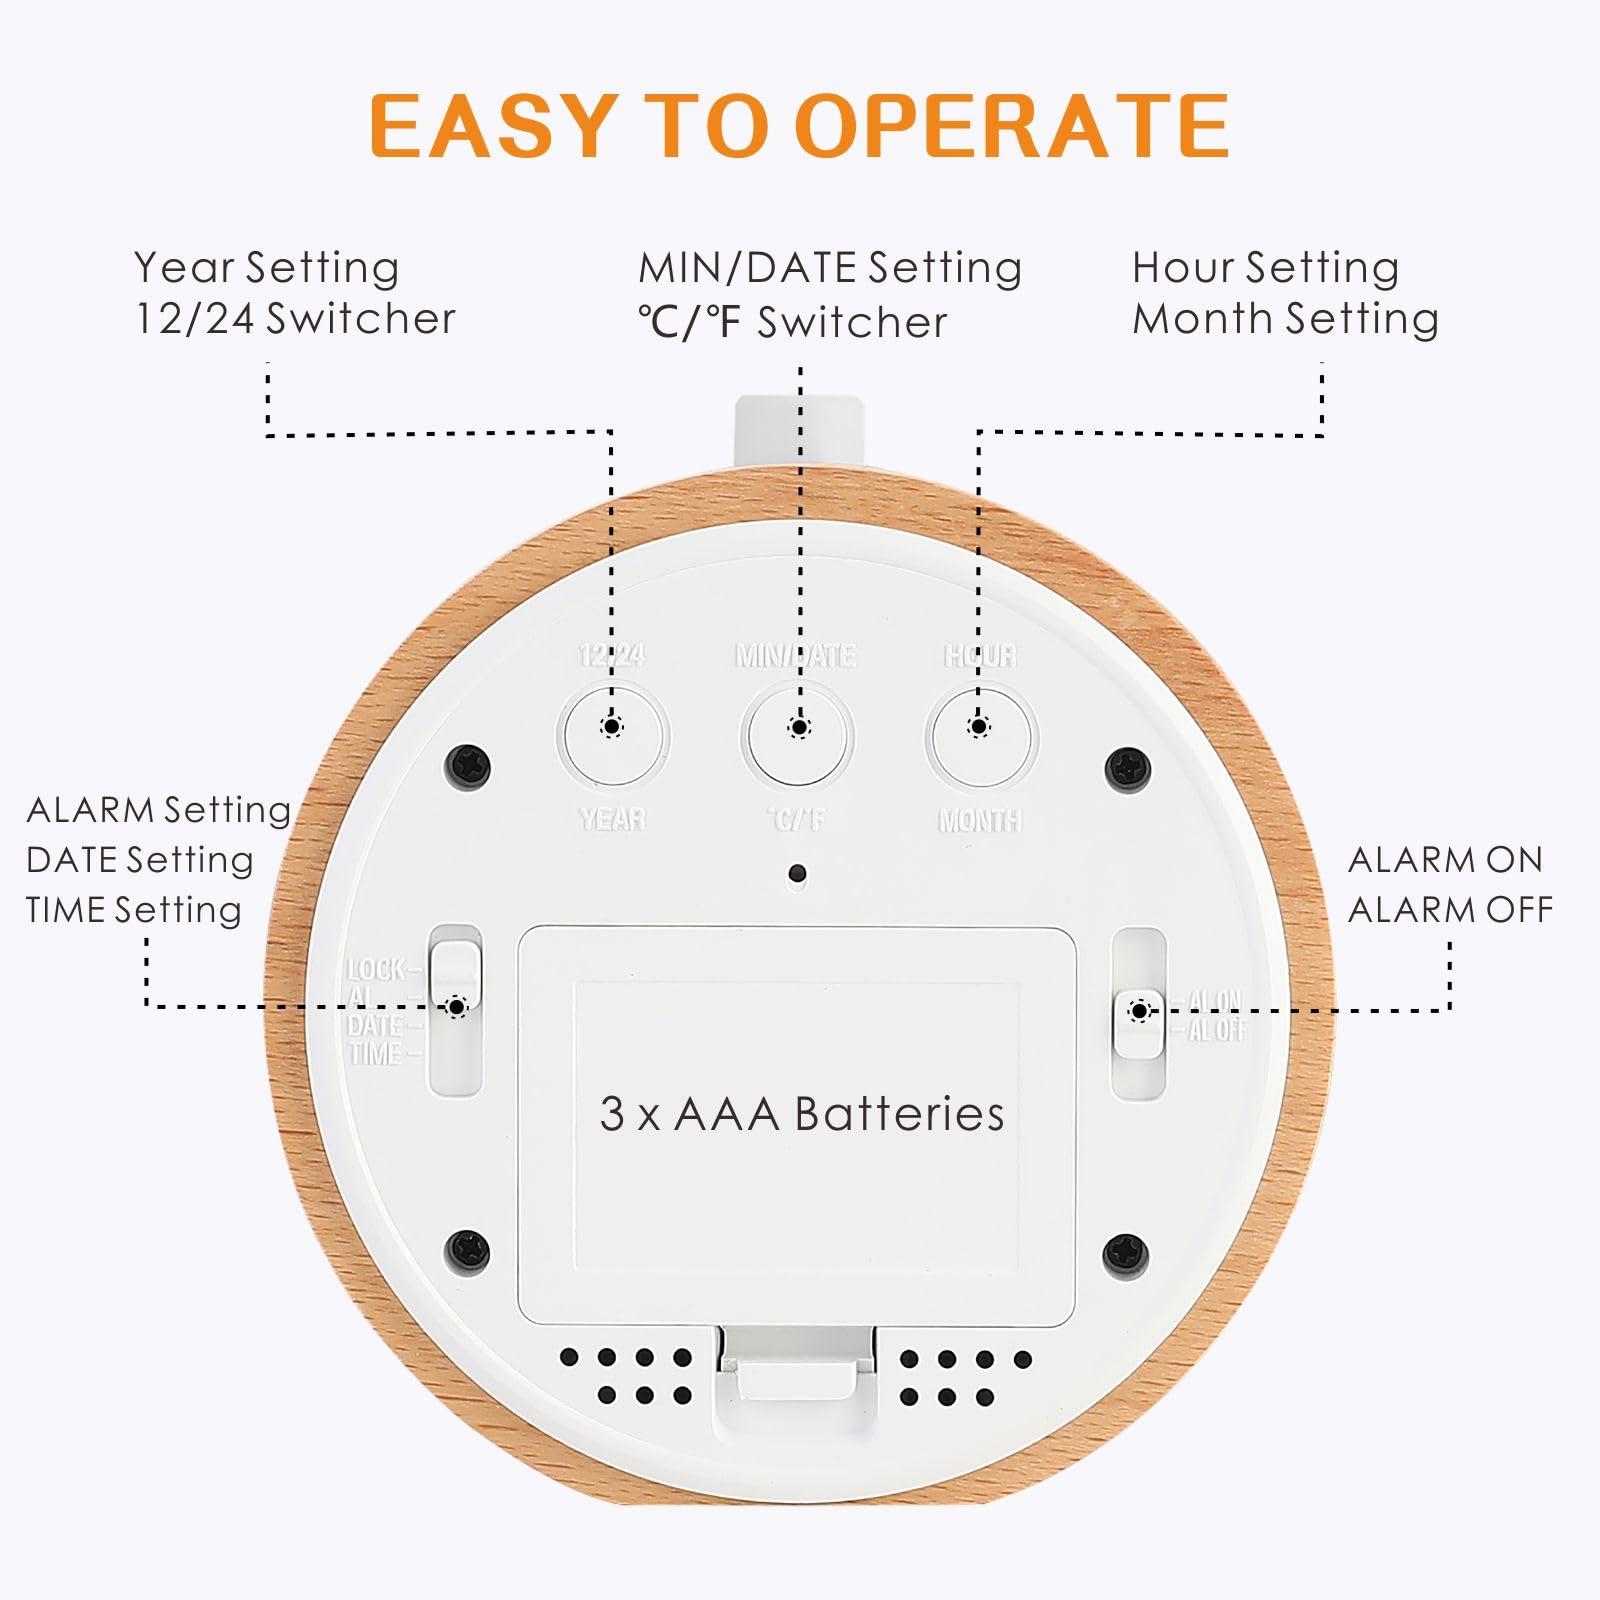 EASY TO OPERATE
Year Setting
12/24 Switcher
MIN/DATE Setting
℃/℉ Switcher
Hour Setting
Month Setting
12/24
MIN/DATE
HOUR
YEAR
°C/°F
MONTH
ALARM Setting
DATE Setting
TIME Setting
ALARM ON
ALARM OFF
LOCK
AL
DATE
TIME
AL ON
AL OFF
3 x AAA Batteries